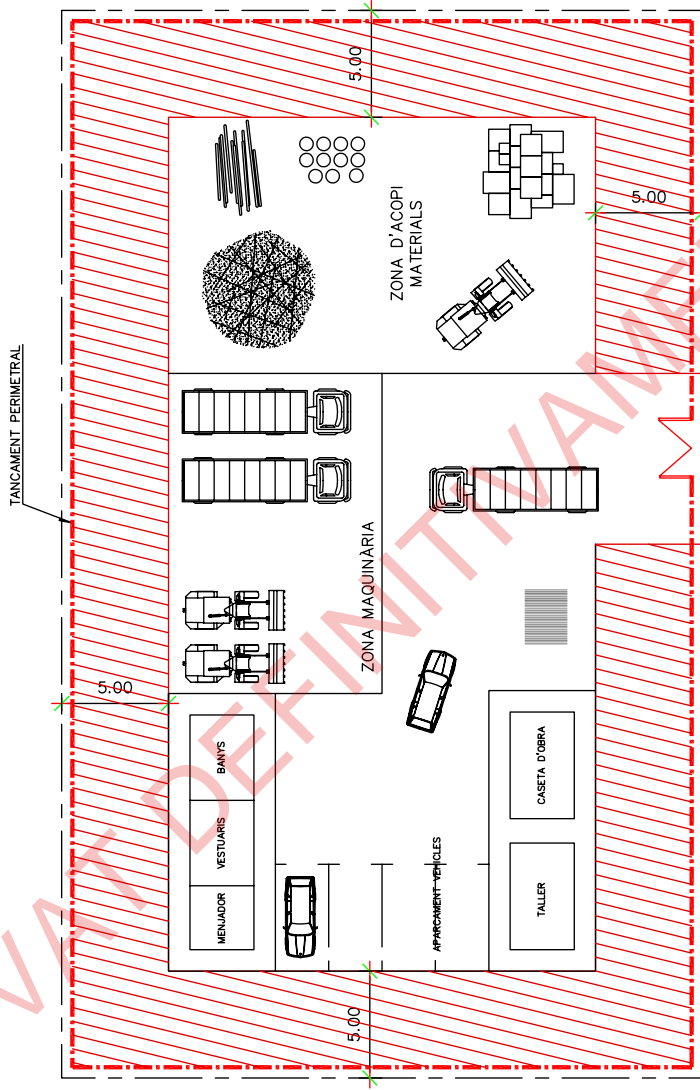 TANCAMENT PERIMETRAL
5.00
5.00
ZONA D'ACOPI
MATERIALS
5.00
ZONA MAQUINÀRIA
BANYS
VESTUARIS
MENJADOR
APARCAMENT VEHICLES
CASETA D'OBRA
TALLER
5.00
VAT DEFINITIVAME